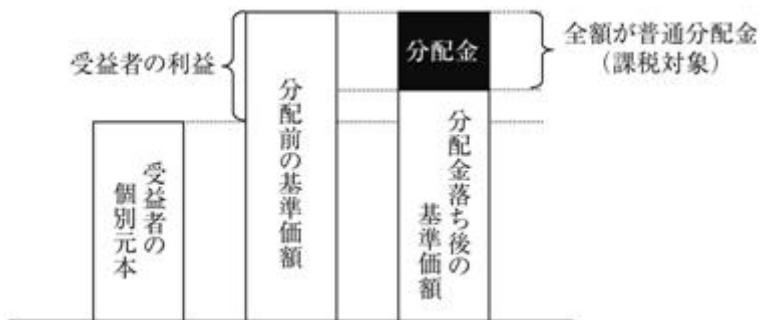 受益者の利益
分配金
全額が普通分配金
(課税対象)
受益者の
個別元本
分配前の基準価額
分配金落ち後の
基準価額